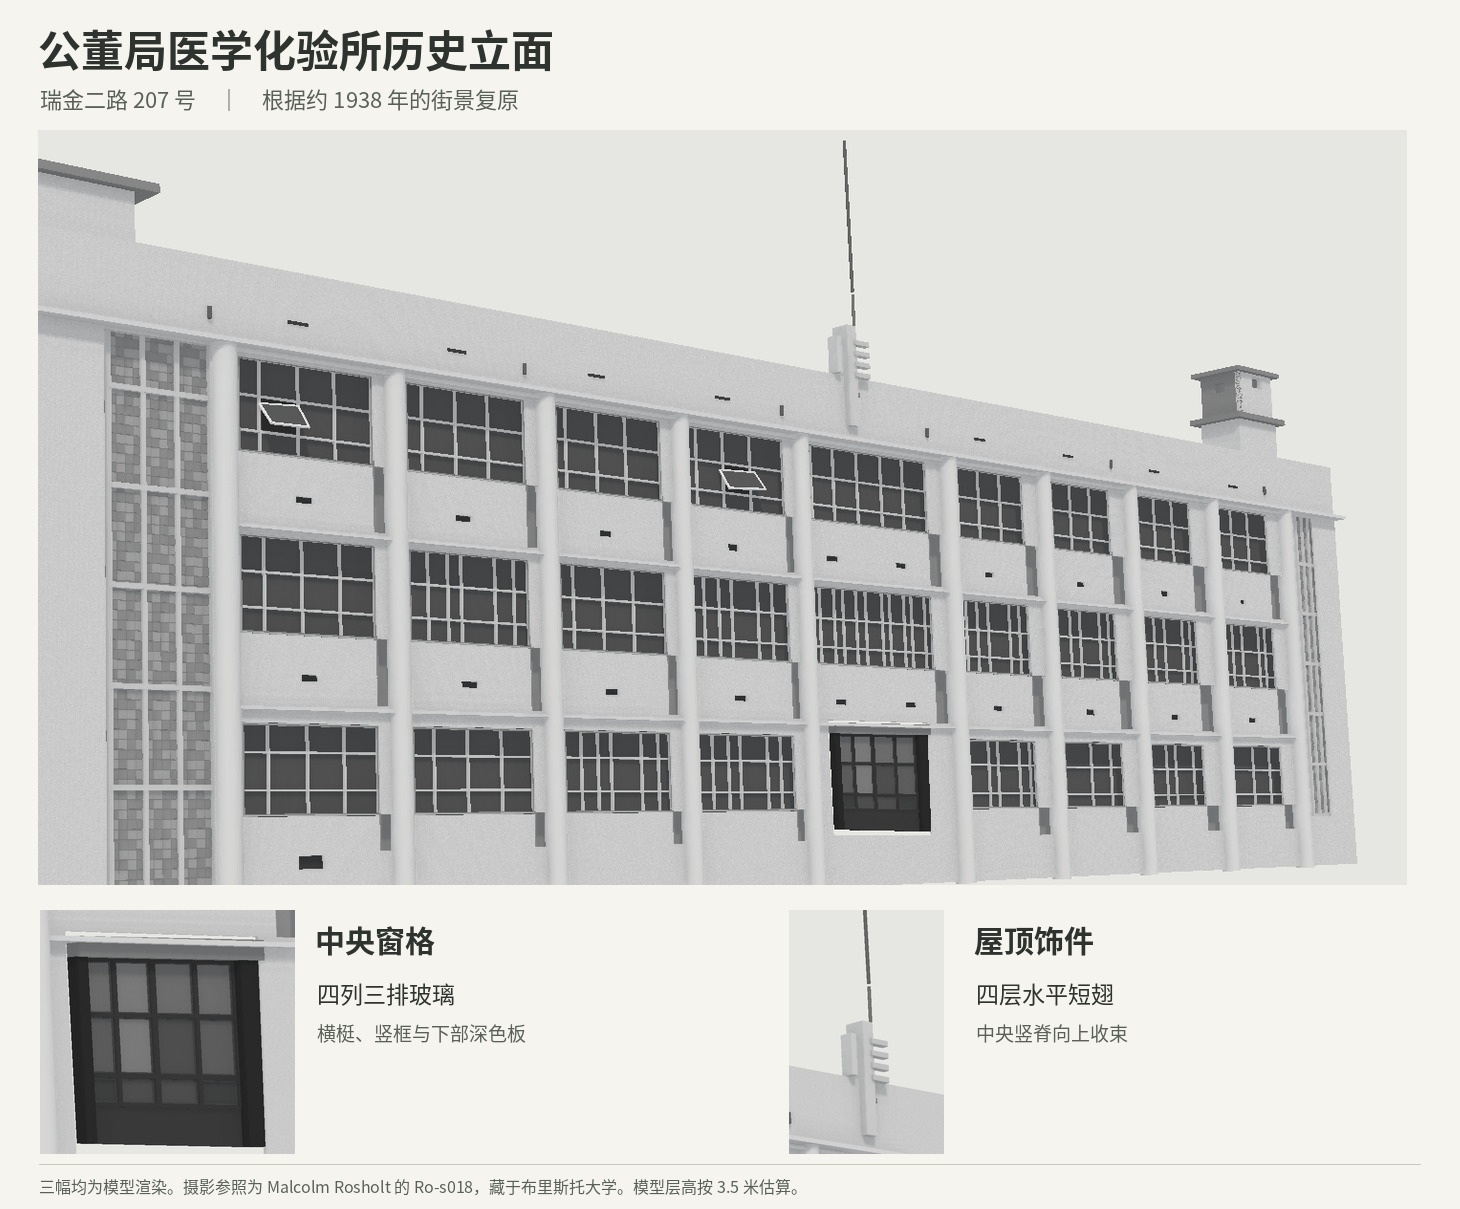 公董局医学化验所历史立面
瑞金二路 207 号 ｜ 根据约 1938 年的街景复原
中央窗格
四列三排玻璃
横梃、竖框与下部深色板
屋顶饰件
四层水平短翅
中央竖脊向上收束
三幅均为模型渲染。摄影参照为 Malcolm Rosholt 的 Ro-s018，藏于布里斯托大学。模型层高按 3.5 米估算。